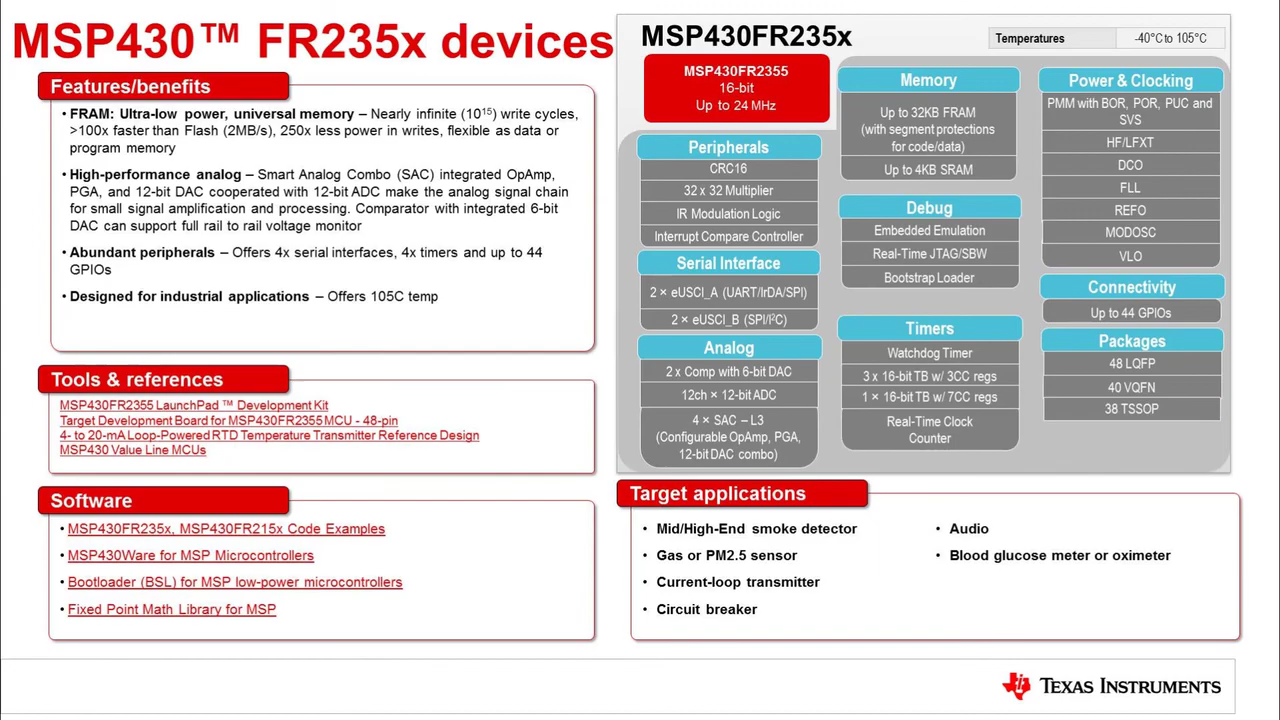 MSP430™ FR235x devices
Features/benefits
• FRAM: Ultra-low power, universal memory – Nearly infinite (10¹⁵) write cycles,
>100x faster than Flash (2MB/s), 250x less power in writes, flexible as data or
program memory
• High-performance analog – Smart Analog Combo (SAC) integrated OpAmp,
PGA, and 12-bit DAC cooperated with 12-bit ADC make the analog signal chain
for small signal amplification and processing. Comparator with integrated 6-bit
DAC can support full rail to rail voltage monitor
• Abundant peripherals – Offers 4x serial interfaces, 4x timers and up to 44
GPIOs
• Designed for industrial applications – Offers 105C temp
Tools & references
MSP430FR2355 LaunchPad ™ Development Kit
Target Development Board for MSP430FR2355 MCU - 48-pin
4- to 20-mA Loop-Powered RTD Temperature Transmitter Reference Design
MSP430 Value Line MCUs
Software
• MSP430FR235x, MSP430FR215x Code Examples
• MSP430Ware for MSP Microcontrollers
• Bootloader (BSL) for MSP low-power microcontrollers
• Fixed Point Math Library for MSP
MSP430FR235x
Temperatures -40°C to 105°C
MSP430FR2355
16-bit
Up to 24 MHz
Peripherals
CRC16
32 x 32 Multiplier
IR Modulation Logic
Interrupt Compare Controller
Serial Interface
2 × eUSCI_A (UART/IrDA/SPI)
2 × eUSCI_B (SPI/I²C)
Analog
2 x Comp with 6-bit DAC
12ch × 12-bit ADC
4 × SAC – L3
(Configurable OpAmp, PGA,
12-bit DAC combo)
Memory
Up to 32KB FRAM
(with segment protections
for code/data)
Up to 4KB SRAM
Debug
Embedded Emulation
Real-Time JTAG/SBW
Bootstrap Loader
Timers
Watchdog Timer
3 x 16-bit TB w/ 3CC regs
1 × 16-bit TB w/ 7CC regs
Real-Time Clock
Counter
Power & Clocking
PMM with BOR, POR, PUC and
SVS
HF/LFXT
DCO
FLL
REFO
MODOSC
VLO
Connectivity
Up to 44 GPIOs
Packages
48 LQFP
40 VQFN
38 TSSOP
Target applications
• Mid/High-End smoke detector
• Gas or PM2.5 sensor
• Current-loop transmitter
• Circuit breaker
• Audio
• Blood glucose meter or oximeter
TEXAS INSTRUMENTS